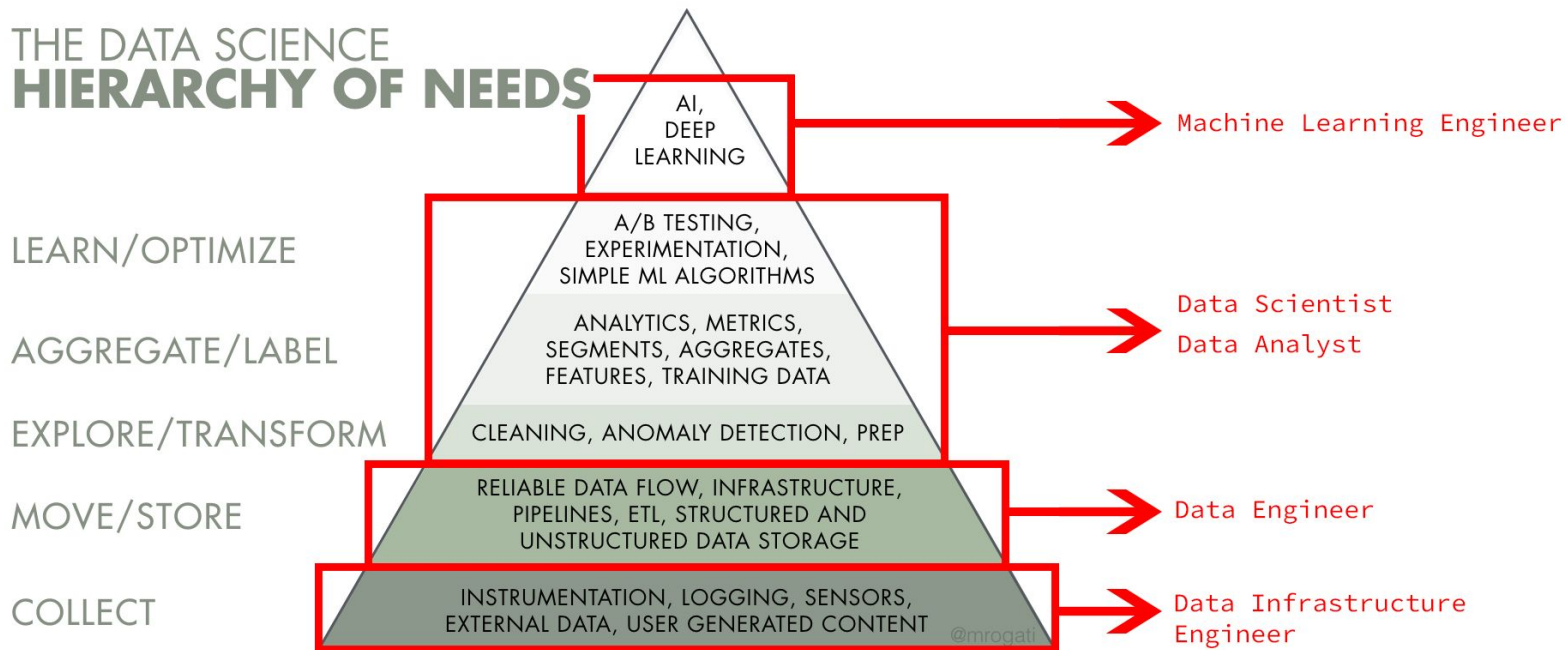 THE DATA SCIENCE
HIERARCHY OF NEEDS
AI,
DEEP
LEARNING
Machine Learning Engineer
LEARN/OPTIMIZE
A/B TESTING,
EXPERIMENTATION,
SIMPLE ML ALGORITHMS
AGGREGATE/LABEL
ANALYTICS, METRICS,
SEGMENTS, AGGREGATES,
FEATURES, TRAINING DATA
Data Scientist
Data Analyst
EXPLORE/TRANSFORM
CLEANING, ANOMALY DETECTION, PREP
MOVE/STORE
RELIABLE DATA FLOW, INFRASTRUCTURE,
PIPELINES, ETL, STRUCTURED AND
UNSTRUCTURED DATA STORAGE
Data Engineer
COLLECT
INSTRUMENTATION, LOGGING, SENSORS,
EXTERNAL DATA, USER GENERATED CONTENT
@mrogati
Data Infrastructure
Engineer